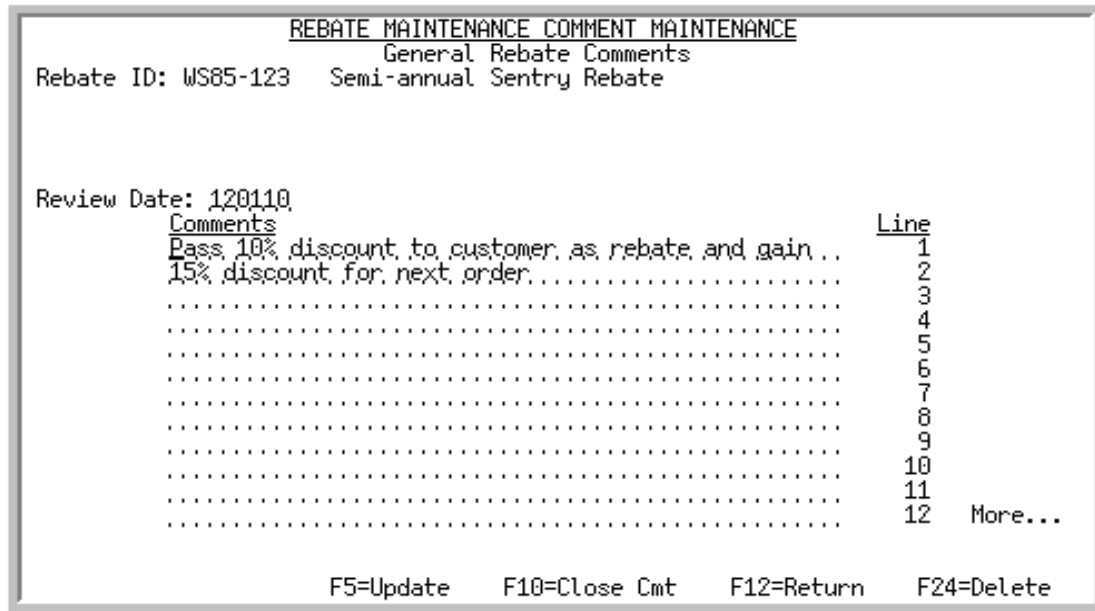 REBATE MAINTENANCE COMMENT MAINTENANCE
General Rebate Comments
Rebate ID: WS85-123 Semi-annual Sentry Rebate
Review Date: 120110
Comments Line
Pass 10% discount to customer as rebate and gain .. 1
15% discount for next order 2
3
4
5
6
7
8
9
10
11
12 More...
F5=Update F10=Close Cmt F12=Return F24=Delete